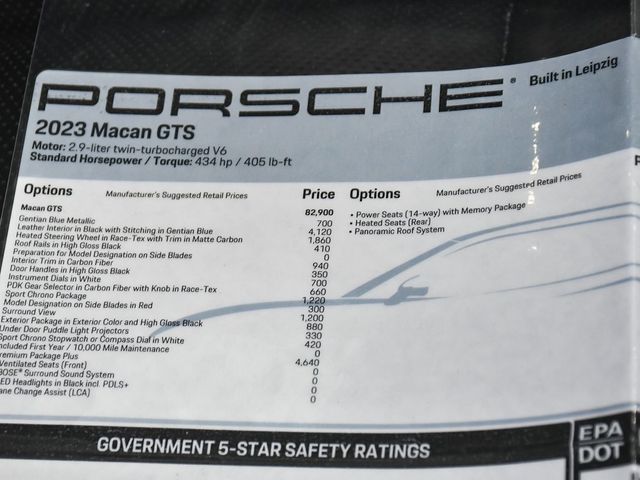 PORSCHE® Built in Leipzig
2023 Macan GTS
Motor: 2.9-liter twin-turbocharged V6
Standard Horsepower / Torque: 434 hp / 405 lb-ft
Options Manufacturer's Suggested Retail Prices Price
Macan GTS 82,900
Gentian Blue Metallic 700
Leather Interior in Black with Stitching in Gentian Blue 4,120
Heated Steering Wheel in Race-Tex with Trim in Matte Carbon 1,860
Roof Rails in High Gloss Black 410
Preparation for Model Designation on Side Blades 0
Interior Trim in Carbon Fiber 940
Door Handles in High Gloss Black 350
Instrument Dials in White 700
PDK Gear Selector in Carbon Fiber with Knob in Race-Tex 660
Sport Chrono Package 1,220
Model Designation on Side Blades in Red 300
Surround View 1,200
Exterior Package in Exterior Color and High Gloss Black 880
Under Door Puddle Light Projectors 330
Sport Chrono Stopwatch or Compass Dial in White 420
ncluded First Year / 10,000 Mile Maintenance 0
remium Package Plus 4,640
Ventilated Seats (Front) 0
BOSE® Surround Sound System 0
ED Headlights in Black incl. PDLS+ 0
ane Change Assist (LCA) 0
Options Manufacturer's Suggested Retail Prices
• Power Seats (14-way) with Memory Package
• Heated Seats (Rear)
• Panoramic Roof System
GOVERNMENT 5-STAR SAFETY RATINGS
EPA
DOT